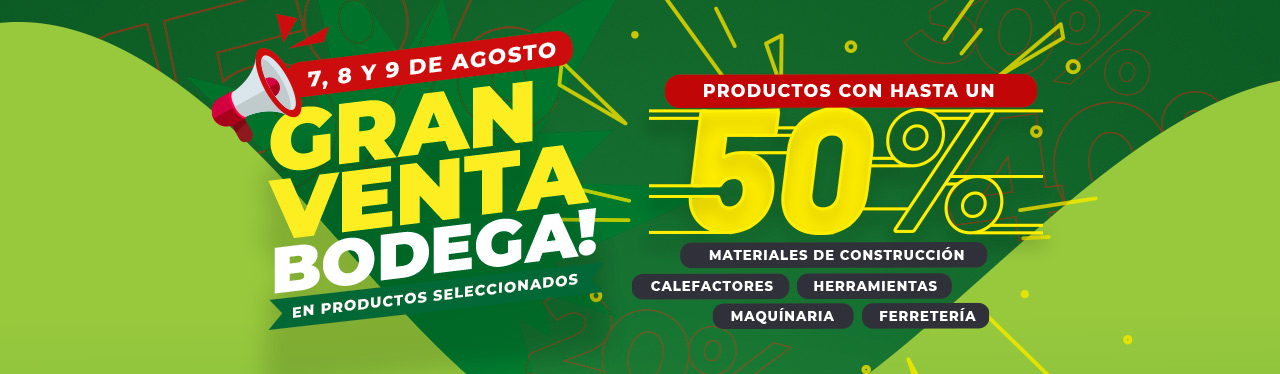 7, 8 Y 9 DE AGOSTO
GRAN
VENTA
BODEGA!
EN PRODUCTOS SELECCIONADOS
PRODUCTOS CON HASTA UN
50%
MATERIALES DE CONSTRUCCIÓN
CALEFACTORES
HERRAMIENTAS
MAQUÍNARIA
FERRETERÍA